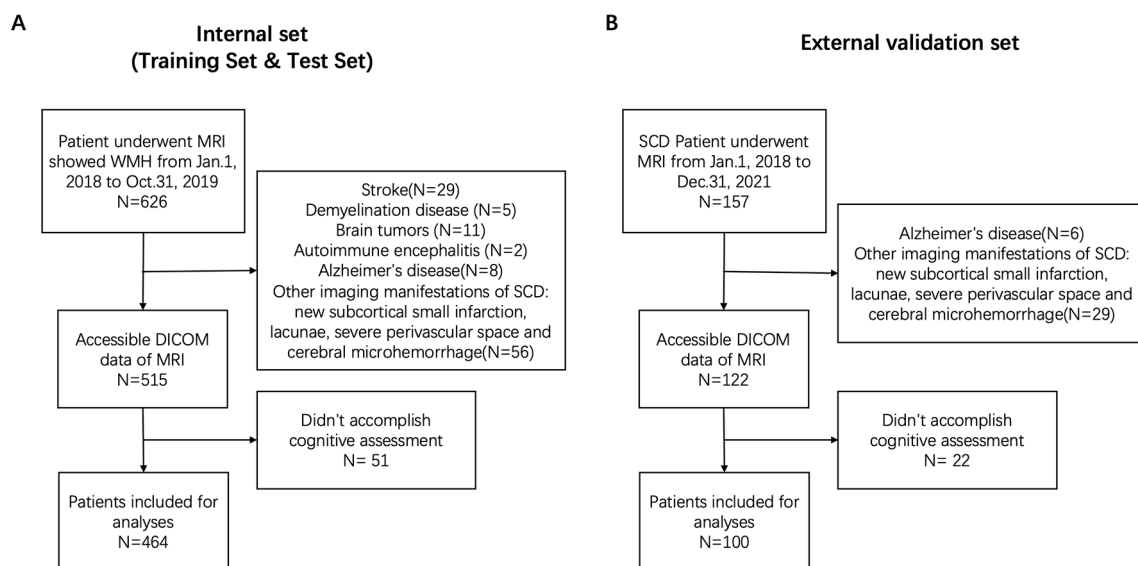 A
Internal set
(Training Set & Test Set)
Patient underwent MRI
showed WMH from Jan.1,
2018 to Oct.31, 2019
N=626
Stroke(N=29)
Demyelination disease (N=5)
Brain tumors (N=11)
Autoimmune encephalitis (N=2)
Alzheimer's disease(N=8)
Other imaging manifestations of SCD:
new subcortical small infarction,
lacunae, severe perivascular space and
cerebral microhemorrhage(N=56)
Accessible DICOM
data of MRI
N=515
Didn't accomplish
cognitive assessment
N= 51
Patients included for
analyses
N=464
B
External validation set
SCD Patient underwent
MRI from Jan.1, 2018 to
Dec.31, 2021
N=157
Alzheimer's disease(N=6)
Other imaging manifestations of SCD:
new subcortical small infarction,
lacunae, severe perivascular space and
cerebral microhemorrhage(N=29)
Accessible DICOM
data of MRI
N=122
Didn't accomplish
cognitive assessment
N= 22
Patients included for
analyses
N=100